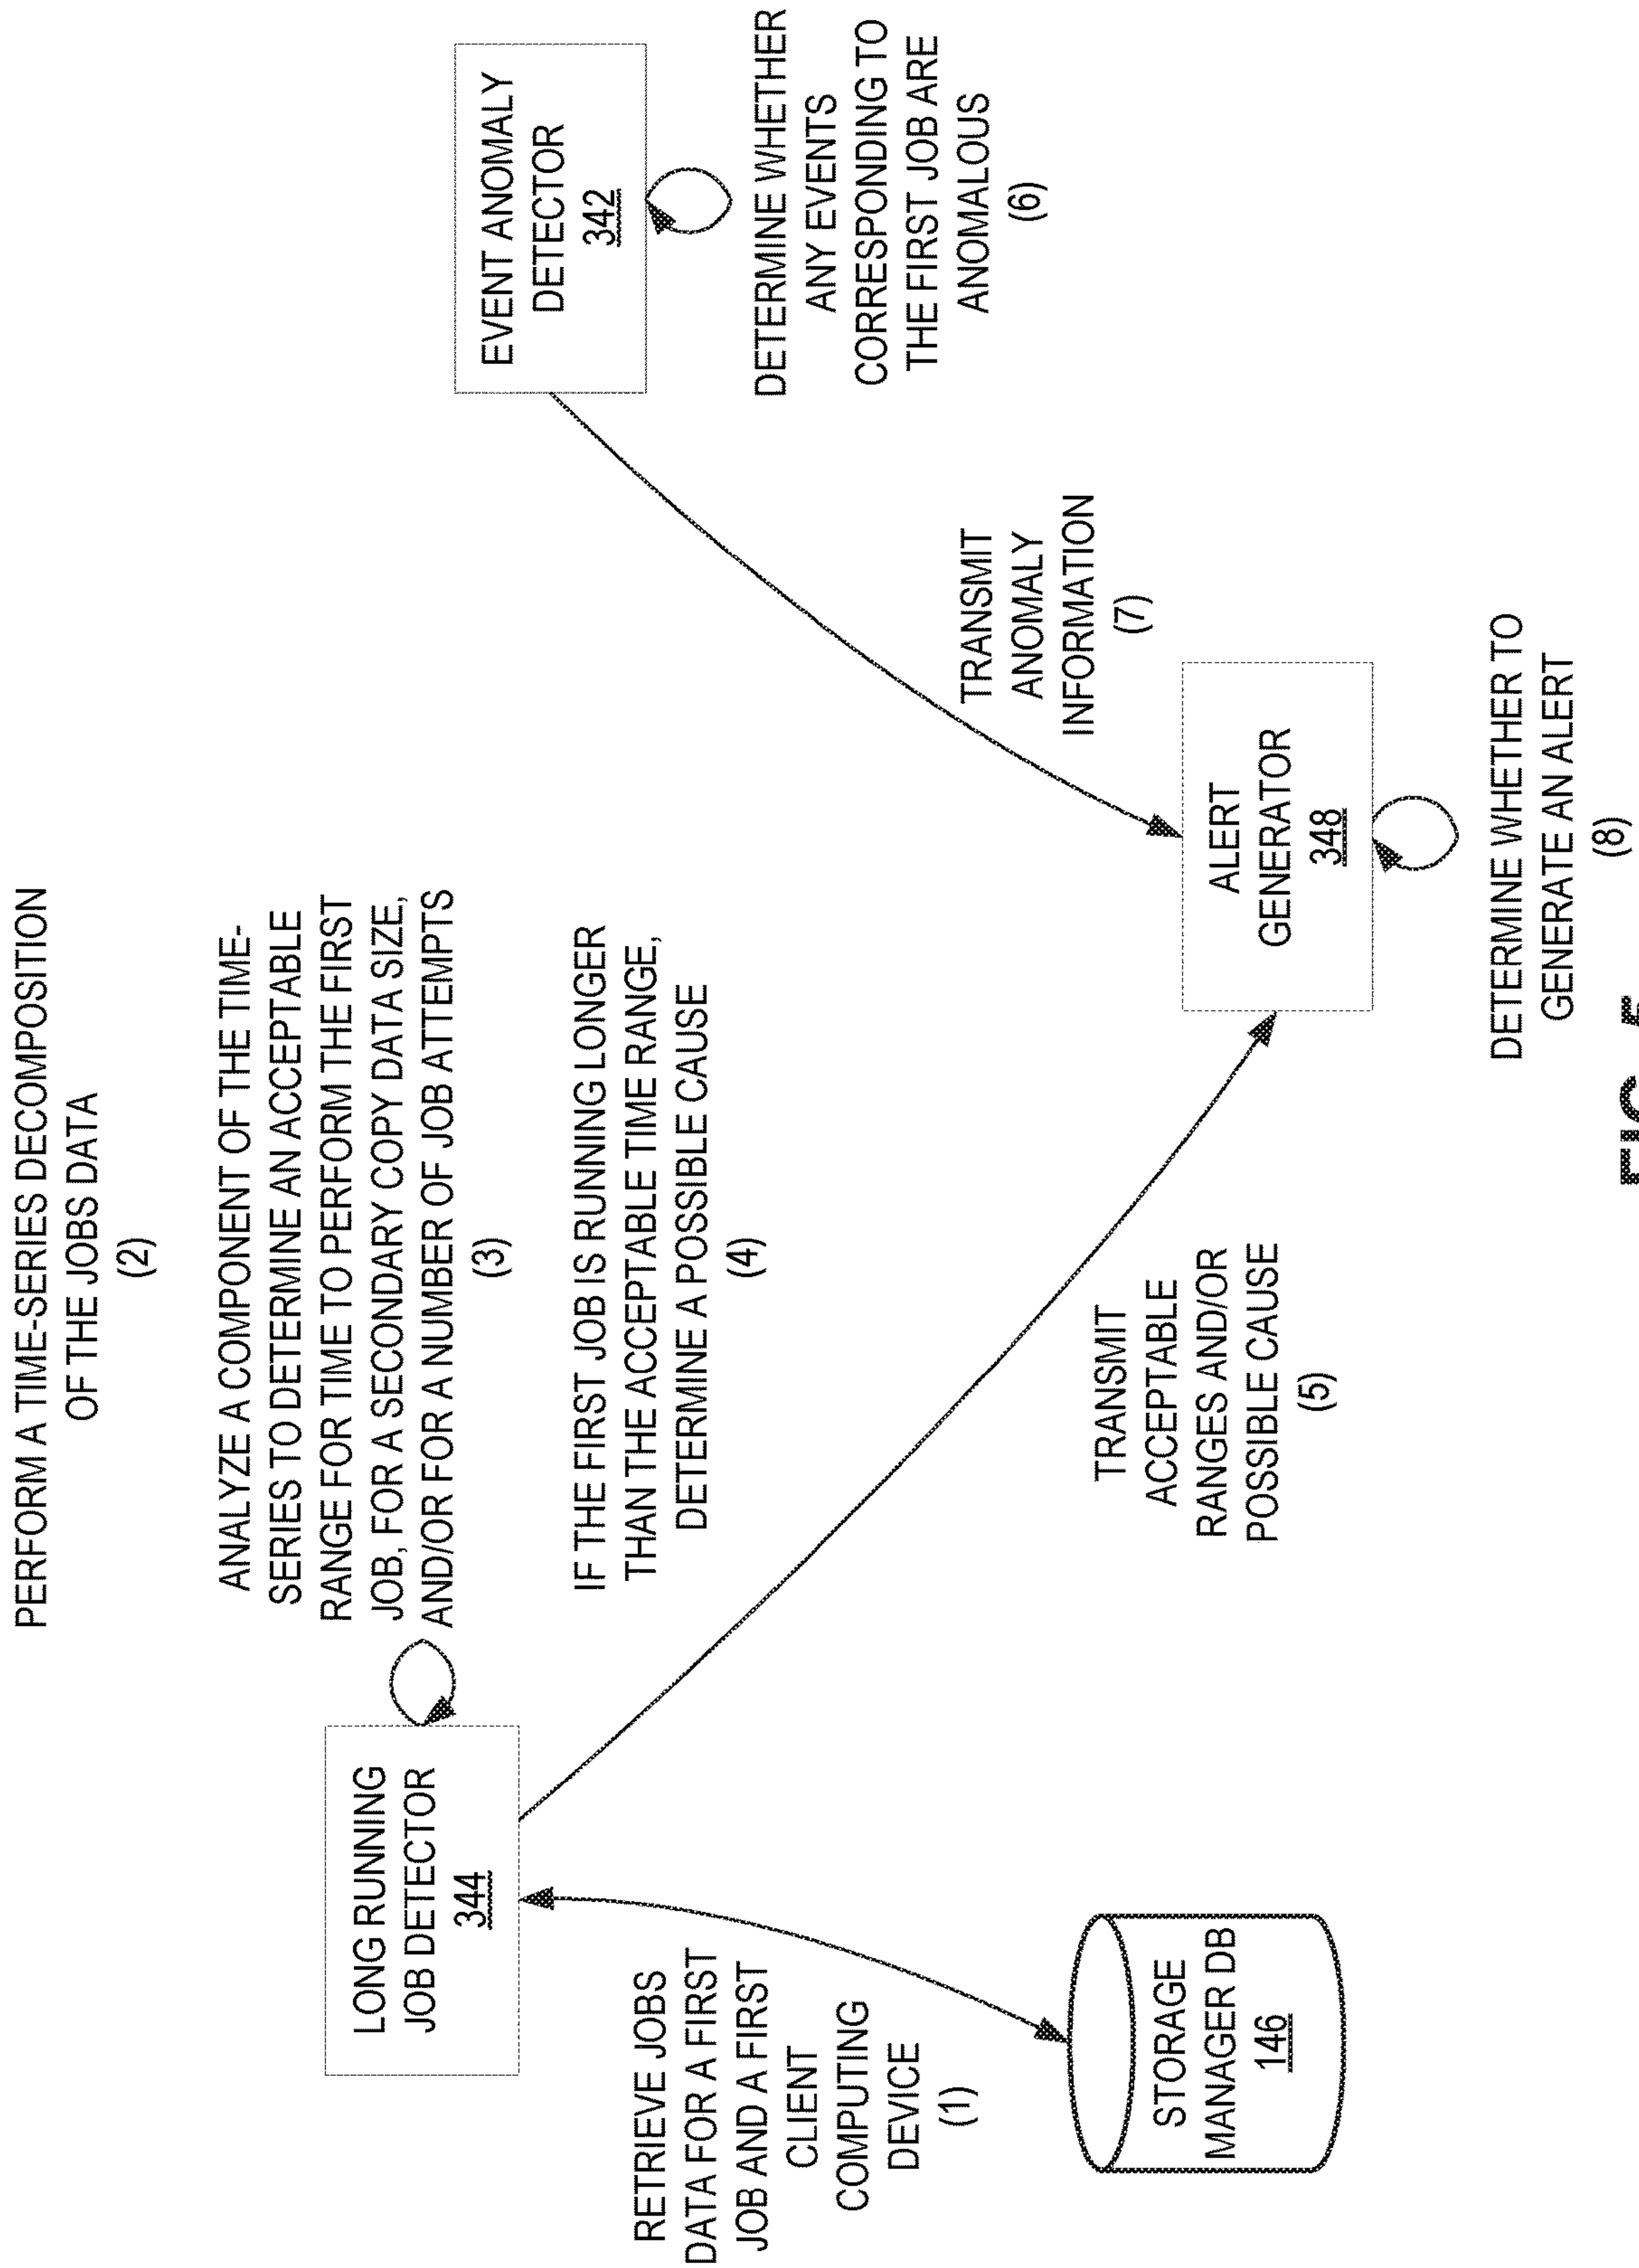 PERFORM A TIME-SERIES DECOMPOSITION
OF THE JOBS DATA
(2)
ANALYZE A COMPONENT OF THE TIME-
SERIES TO DETERMINE AN ACCEPTABLE
RANGE FOR TIME TO PERFORM THE FIRST
JOB, FOR A SECONDARY COPY DATA SIZE,
AND/OR FOR A NUMBER OF JOB ATTEMPTS
(3)
IF THE FIRST JOB IS RUNNING LONGER
THAN THE ACCEPTABLE TIME RANGE,
DETERMINE A POSSIBLE CAUSE
(4)
LONG RUNNING
JOB DETECTOR
344
EVENT ANOMALY
DETECTOR
342
DETERMINE WHETHER
ANY EVENTS
CORRESPONDING TO
THE FIRST JOB ARE
ANOMALOUS
(6)
RETRIEVE JOBS
DATA FOR A FIRST
JOB AND A FIRST
CLIENT
COMPUTING
DEVICE
(1)
TRANSMIT
ACCEPTABLE
RANGES AND/OR
POSSIBLE CAUSE
(5)
TRANSMIT
ANOMALY
INFORMATION
(7)
STORAGE
MANAGER DB
146
ALERT
GENERATOR
348
DETERMINE WHETHER TO
GENERATE AN ALERT
(8)